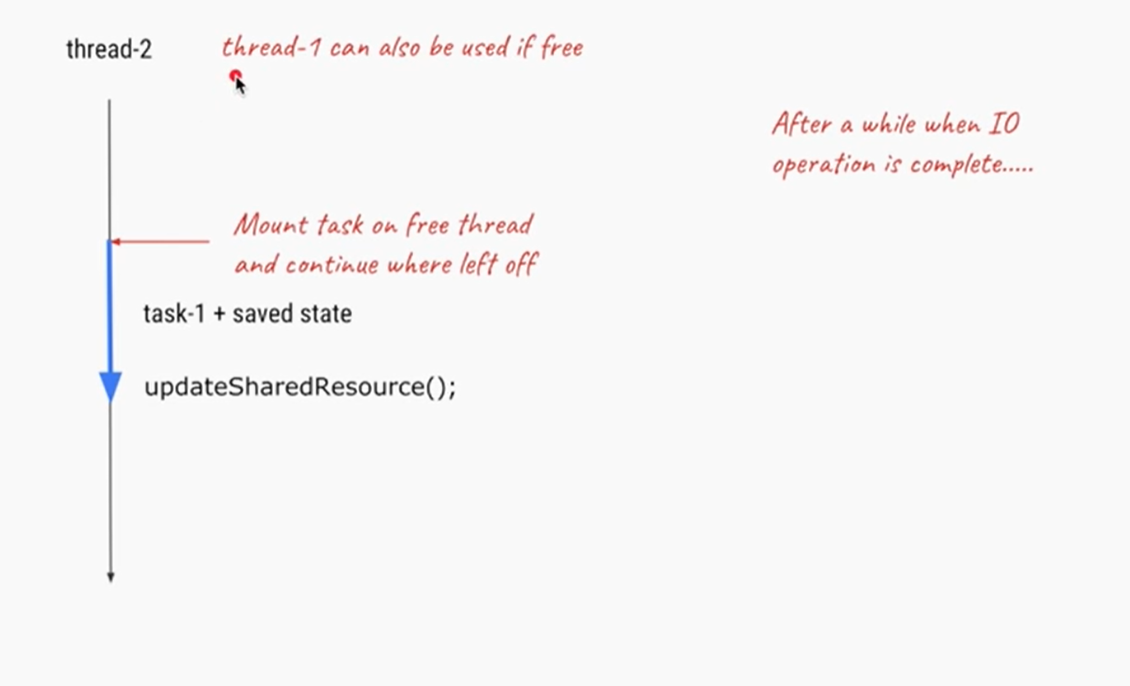 thread-2
thread-1 can also be used if free
After a while when IO
operation is complete.....
Mount task on free thread
and continue where left off
task-1 + saved state
updateSharedResource();